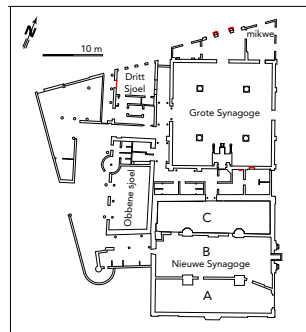 N
10 m
mikwe
Dritt
Sjoel
Grote Synagoge
Obbene sjoel
C
B
Nieuwe Synagoge
A